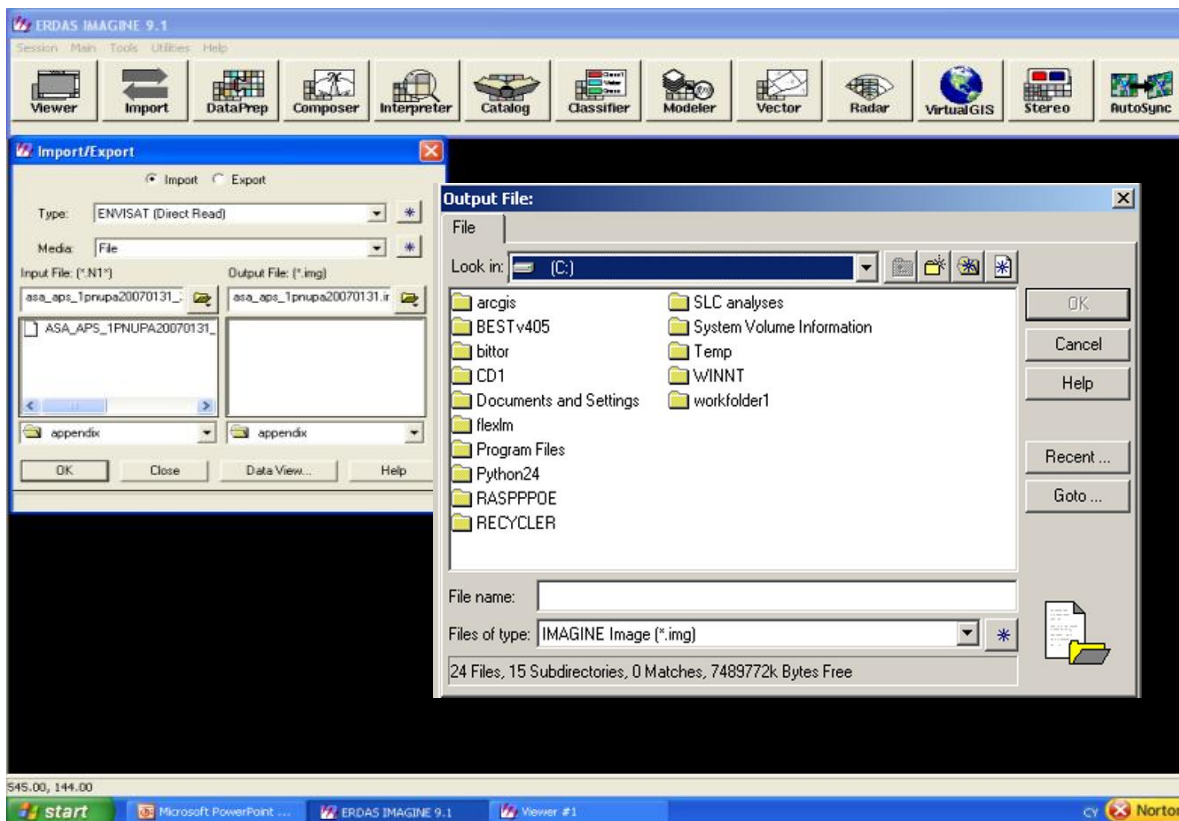 ERDAS IMAGINE 9.1
Session Main Tools Utilities Help
Viewer Import DataPrep Composer Interpreter Catalog Classifier Modeler Vector Radar VirtualGIS Stereo AutoSync
Import/Export
Import Export
Type: ENVISAT (Direct Read)
Media: File
Input File: (*.N1*) Output File: (*.img)
asa_aps_1pnupa20070131_ asa_aps_1pnupa20070131.ir
ASA_APS_1PNUPA20070131_
appendix appendix
OK Close Data View... Help
Output File:
File
Look in: (C:)
arcgis
BESTv405
bittor
CD1
Documents and Settings
flexlm
Program Files
Python24
RASPPPOE
RECYCLER
SLC analyses
System Volume Information
Temp
WINNT
workfolder1
OK
Cancel
Help
Recent ...
Goto ...
File name:
Files of type: IMAGINE Image (*.img)
24 Files, 15 Subdirectories, 0 Matches, 7489772k Bytes Free
545.00, 144.00
start Microsoft PowerPoint ... ERDAS IMAGINE 9.1 Viewer #1 CY Norton